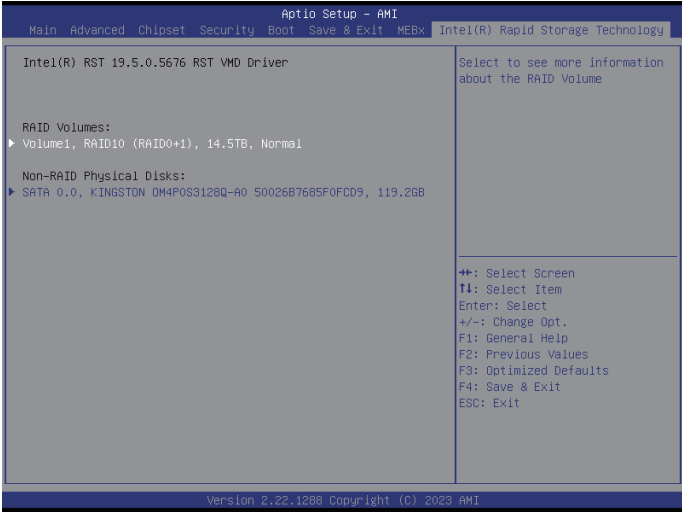 Aptio Setup - AMI
Main Advanced Chipset Security Boot Save & Exit MEBx Intel(R) Rapid Storage Technology
Intel(R) RST 19.5.0.5676 RST VMD Driver
RAID Volumes:
Volume1, RAID10 (RAID0+1), 14.5TB, Normal
Non-RAID Physical Disks:
SATA 0.0, KINGSTON OM4P0S3128Q-A0 50026B7685F0FCD9, 119.2GB
Select to see more information
about the RAID Volume
→←: Select Screen
↑↓: Select Item
Enter: Select
+/-: Change Opt.
F1: General Help
F2: Previous Values
F3: Optimized Defaults
F4: Save & Exit
ESC: Exit
Version 2.22.1288 Copyright (C) 2023 AMI